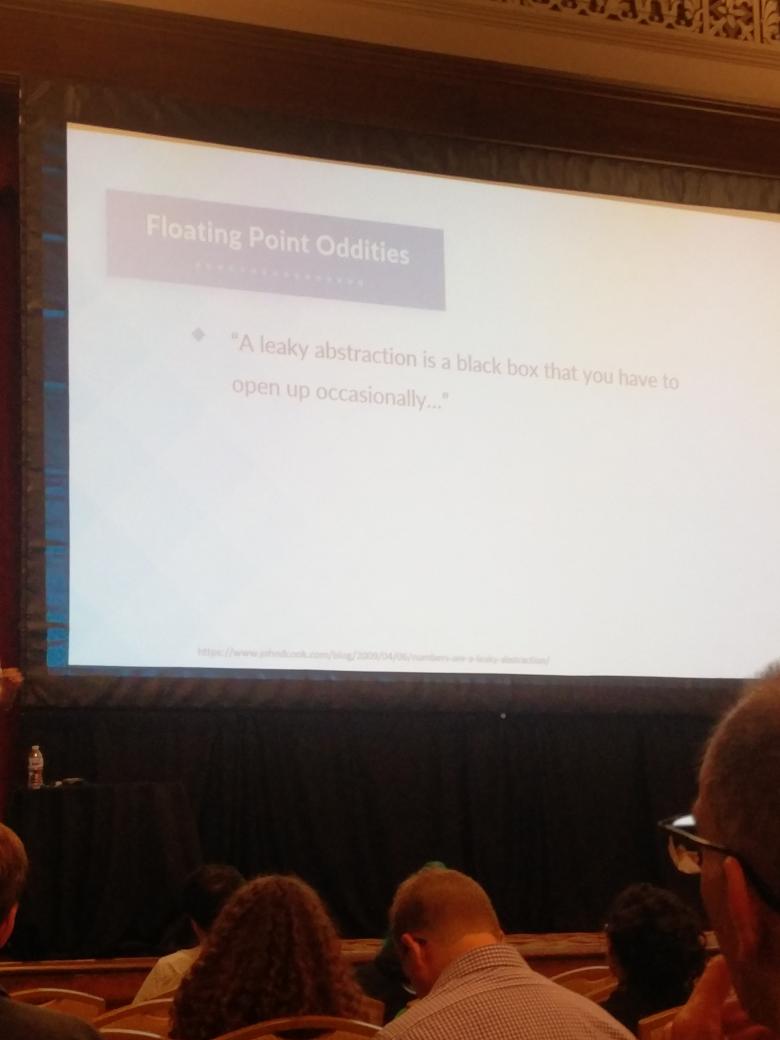 Floating Point Oddities
“A leaky abstraction is a black box that you have to
open up occasionally...”
https://www.johndcook.com/blog/2009/04/06/numbers-are-a-leaky-abstraction/